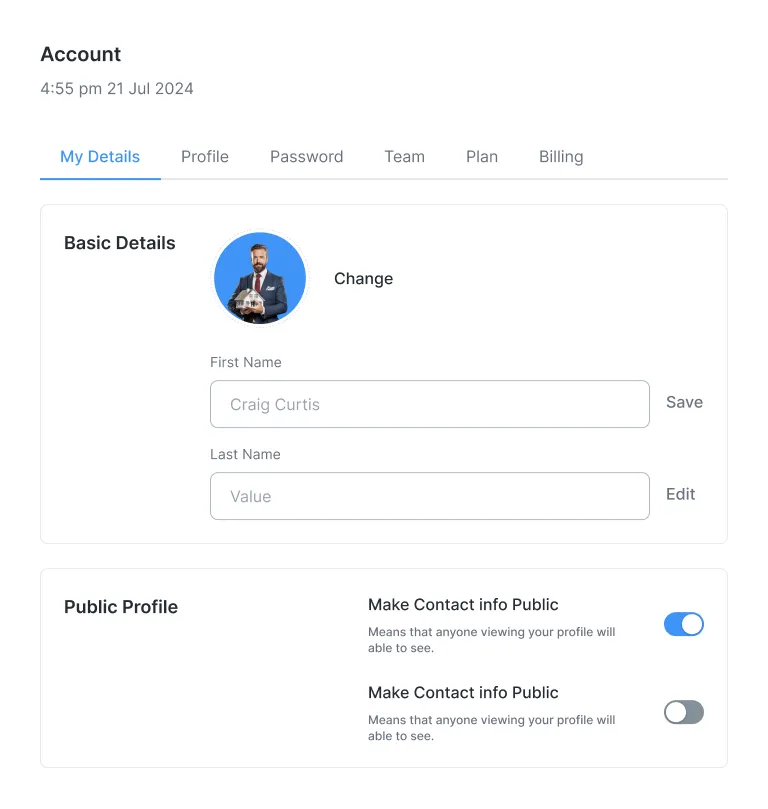 Account
4:55 pm 21 Jul 2024
My Details Profile Password Team Plan Billing
Basic Details
Change
First Name
Craig Curtis
Save
Last Name
Value
Edit
Public Profile
Make Contact info Public
Means that anyone viewing your profile will
able to see.
Make Contact info Public
Means that anyone viewing your profile will
able to see.